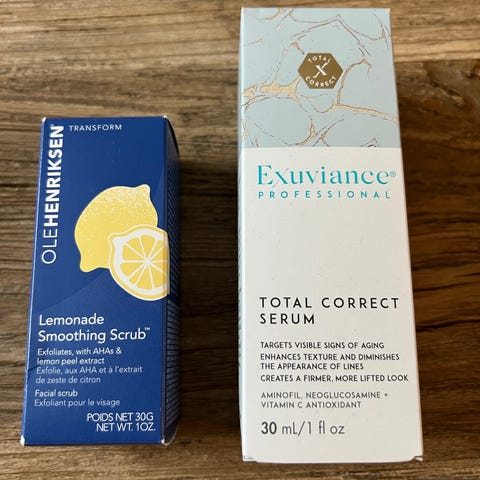 OLEHENRIKSEN®
TRANSFORM
Lemonade
Smoothing Scrub™
Exfoliates, with AHAs &
lemon peel extract
Exfolie, aux AHA et à l'extrait
de zeste de citron
Facial scrub
Exfoliant pour le visage
POIDS NET 30G
NET WT. 1OZ.
TOTAL
X
CORRECT
Exuviance®
PROFESSIONAL
TOTAL CORRECT
SERUM
TARGETS VISIBLE SIGNS OF AGING
ENHANCES TEXTURE AND DIMINISHES
THE APPEARANCE OF LINES
CREATES A FIRMER, MORE LIFTED LOOK
AMINOFIL, NEOGLUCOSAMINE +
VITAMIN C ANTIOXIDANT
30 mL/1 fl oz